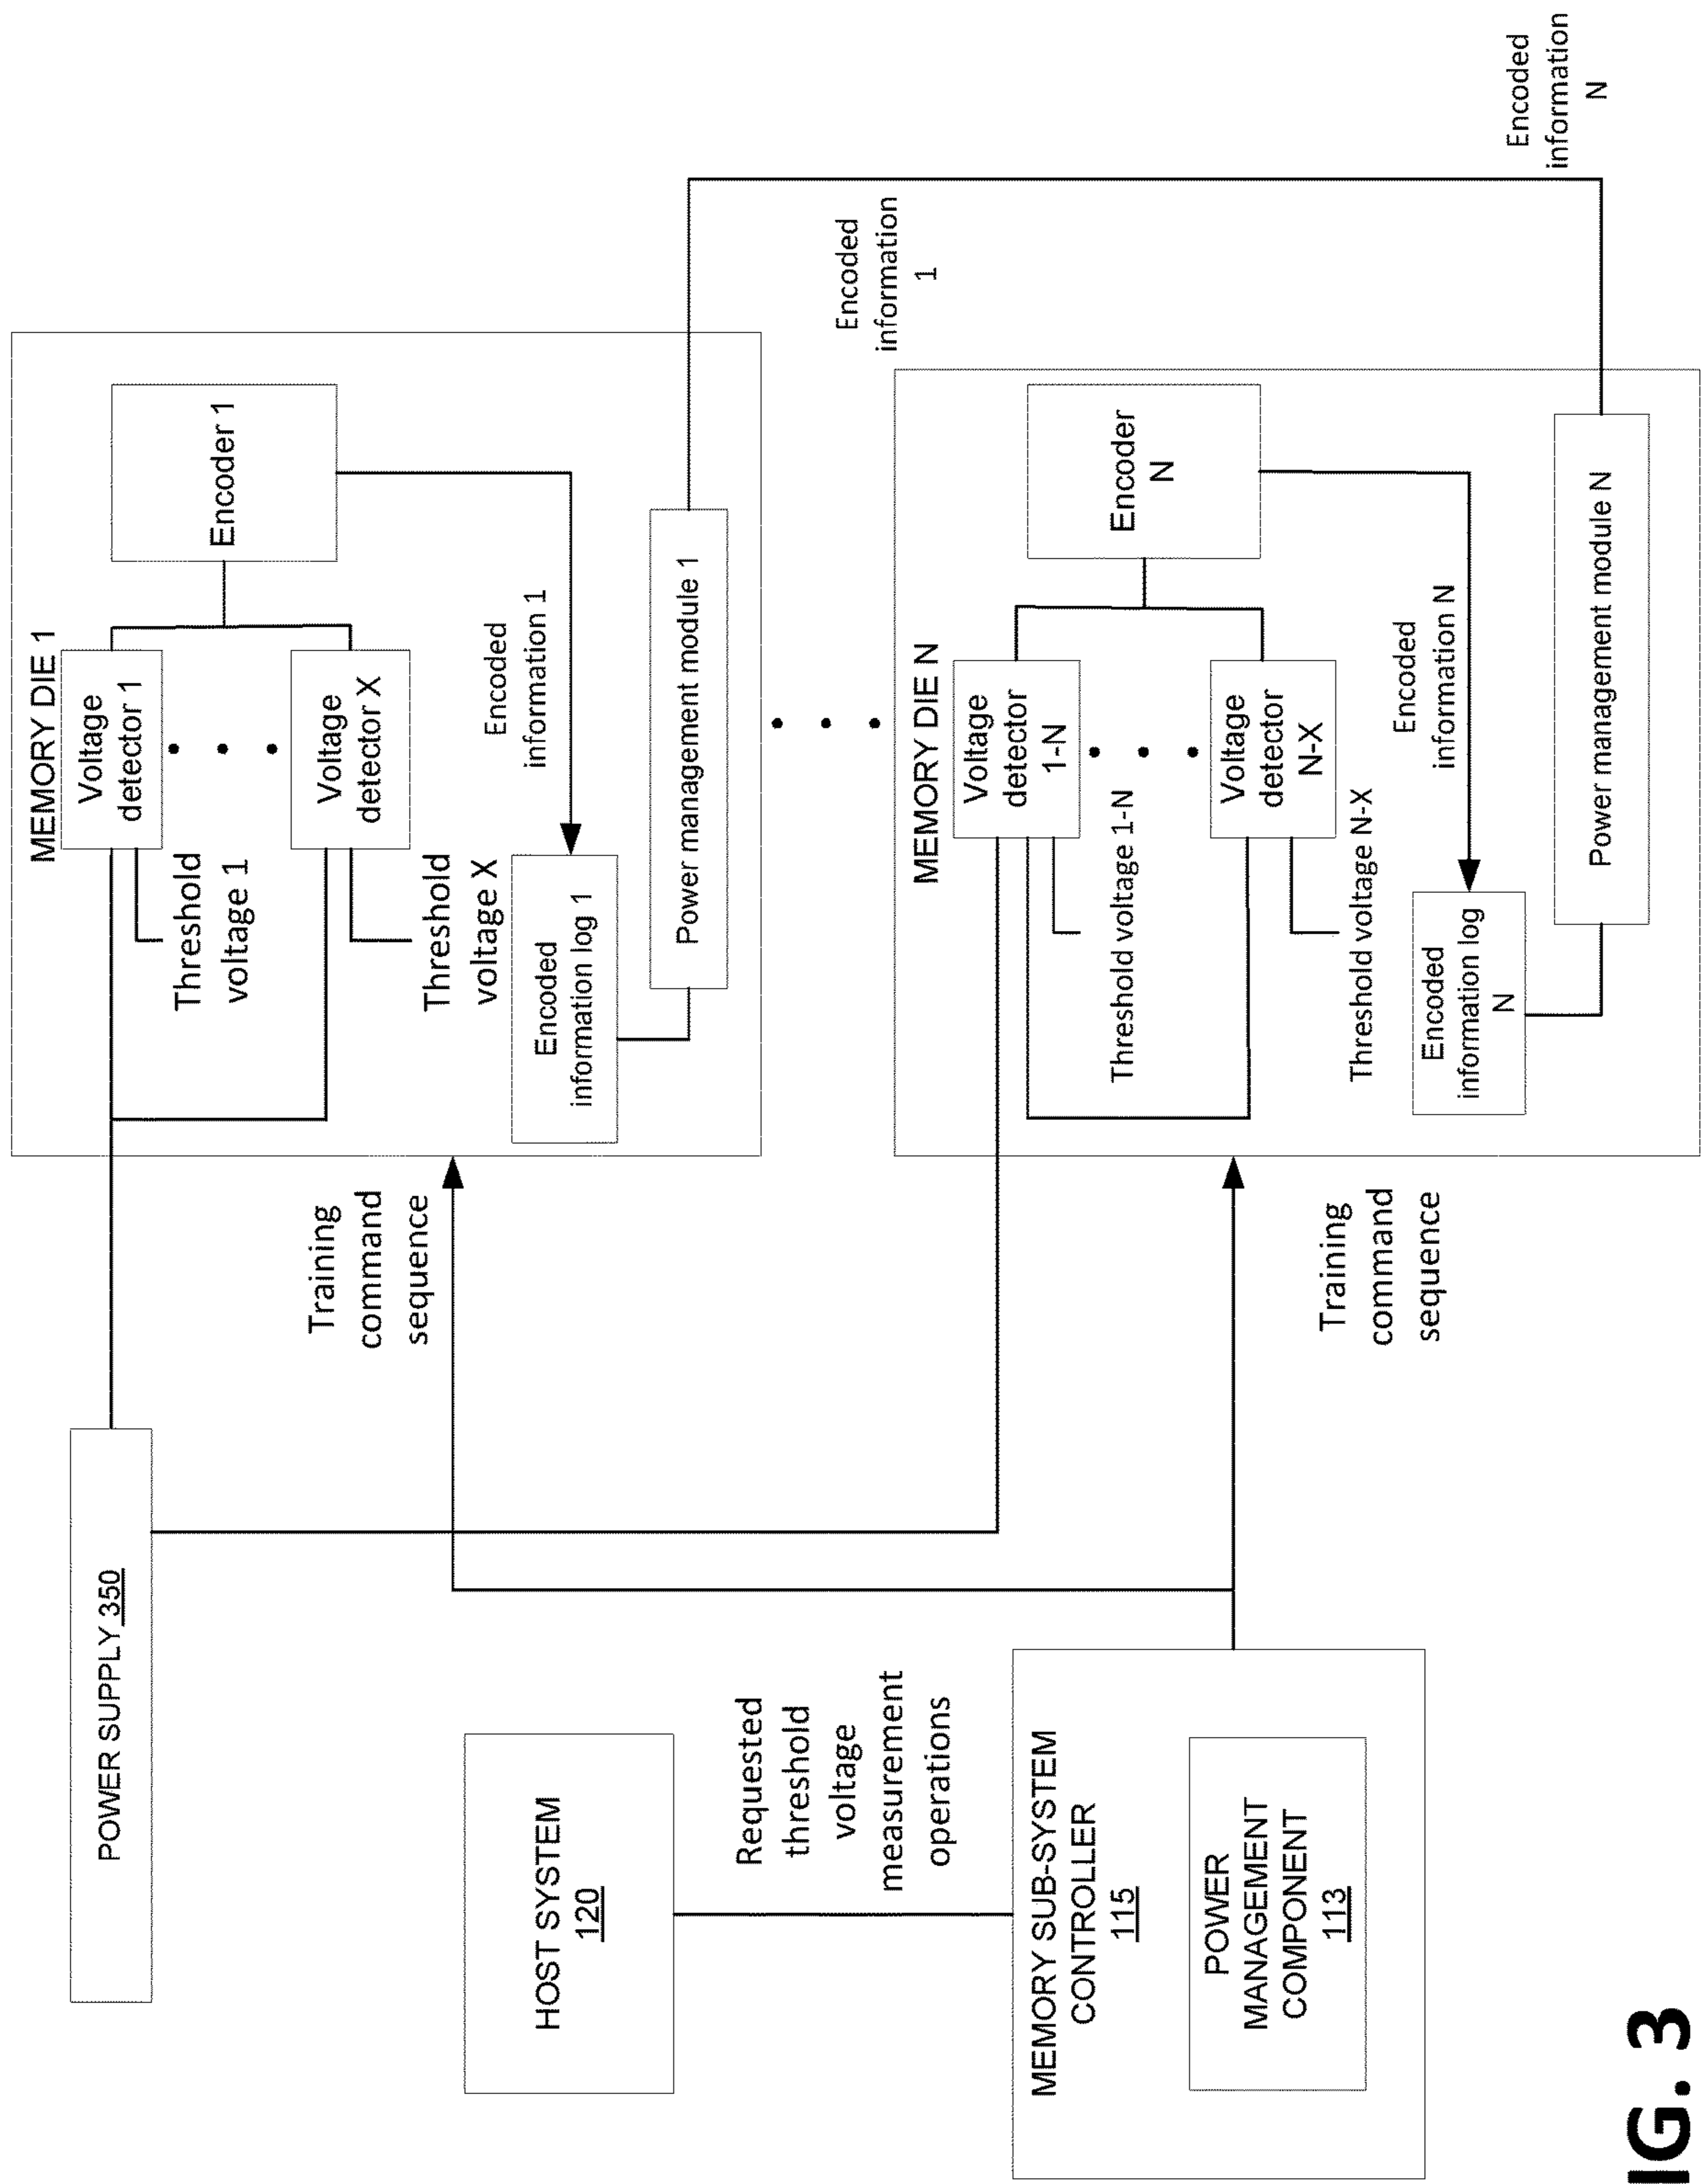 POWER SUPPLY 350
HOST SYSTEM
120
Requested
threshold
voltage
measurement
operations
MEMORY SUB-SYSTEM
CONTROLLER
115
POWER
MANAGEMENT
COMPONENT
113
Training
command
sequence
Training
command
sequence
MEMORY DIE 1
Voltage
detector 1
Threshold
voltage 1
Voltage
detector X
Threshold
voltage X
Encoder 1
Encoded
information 1
Encoded
information log 1
Power management module 1
Encoded
information
1
MEMORY DIE N
Voltage
detector
1-N
Threshold voltage 1-N
Voltage
detector
N-X
Threshold voltage N-X
Encoder
N
Encoded
information N
Encoded
information log
N
Power management module N
Encoded
information
N
IG. 3